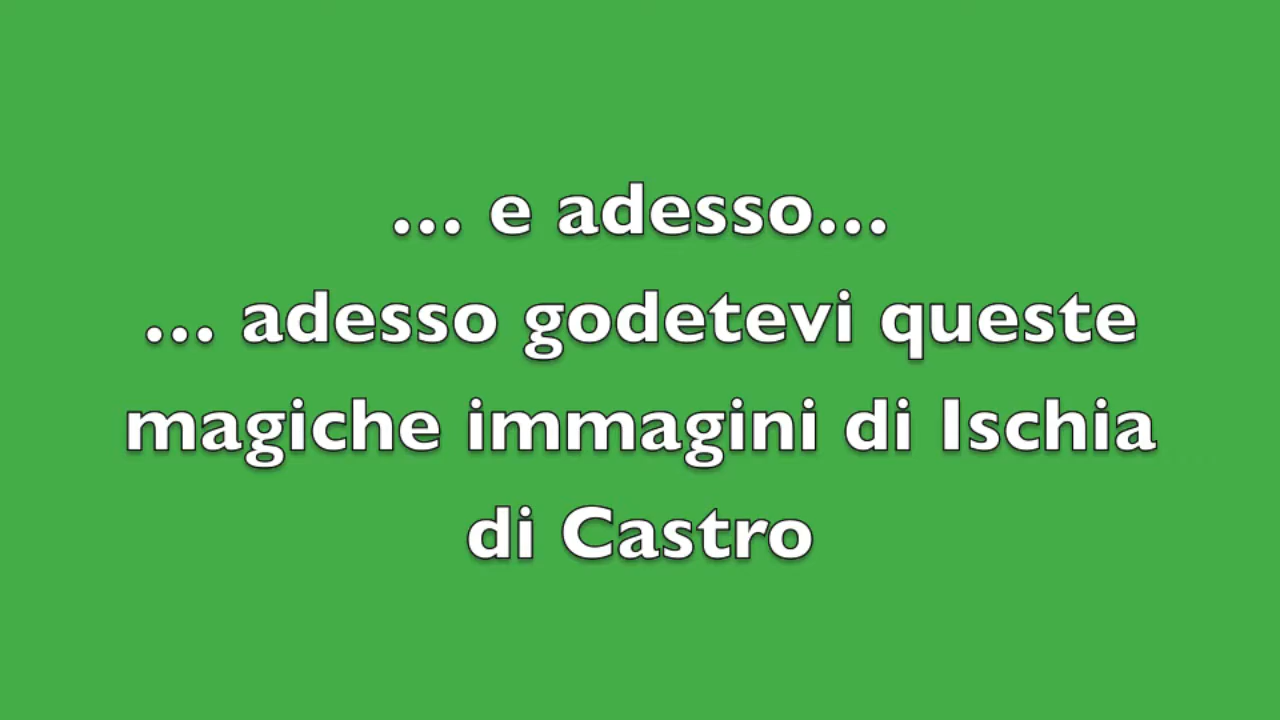 ... e adesso...
... adesso godetevi queste
magiche immagini di Ischia
di Castro